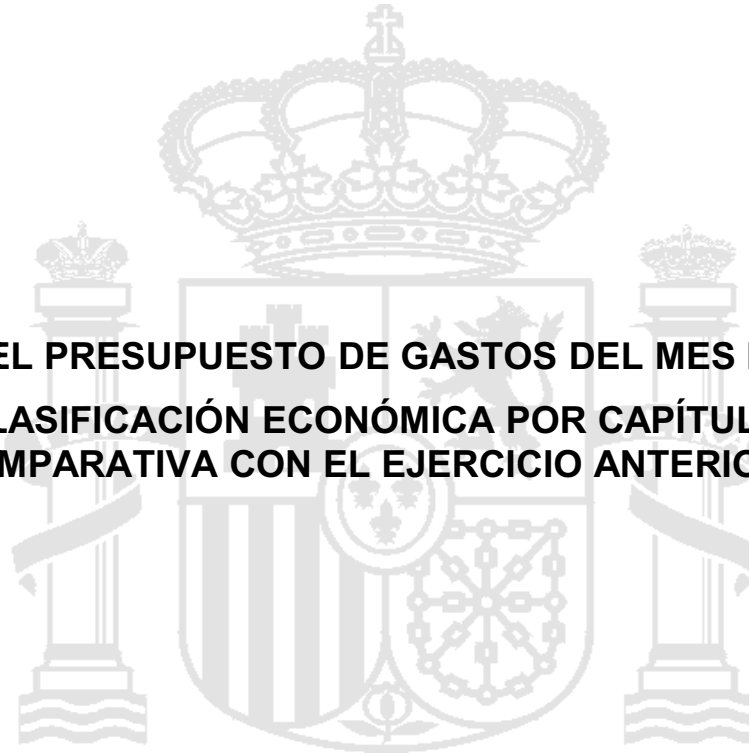 EL PRESUPUESTO DE GASTOS DEL MES
LASIFICACIÓN ECONÓMICA POR CAPÍTUL
MPARATIVA CON EL EJERCICIO ANTERIO